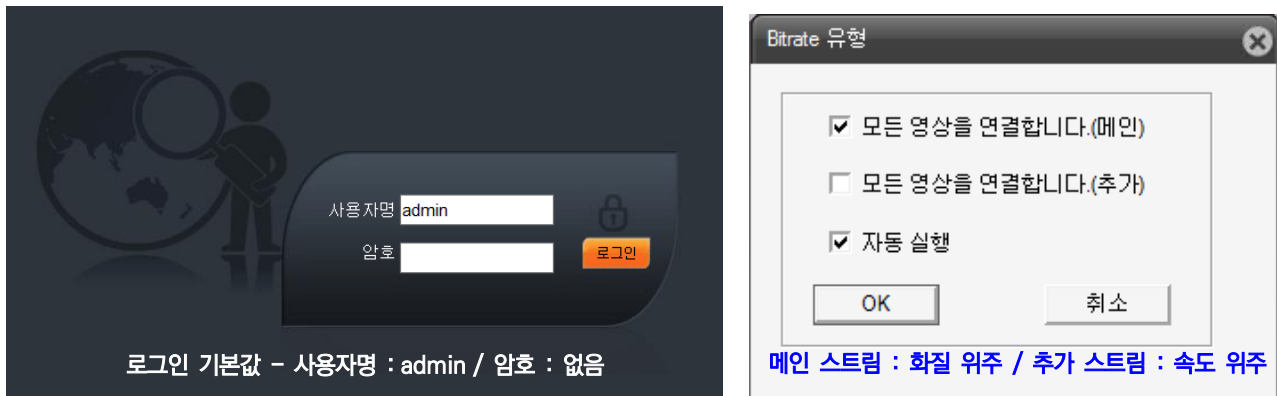 사용자명 admin
암호
로그인
로그인 기본값 - 사용자명 : admin / 암호 : 없음
Bitrate 유형
모든 영상을 연결합니다.(메인)
모든 영상을 연결합니다.(추가)
자동 실행
OK 취소
메인 스트림 : 화질 위주 / 추가 스트림 : 속도 위주